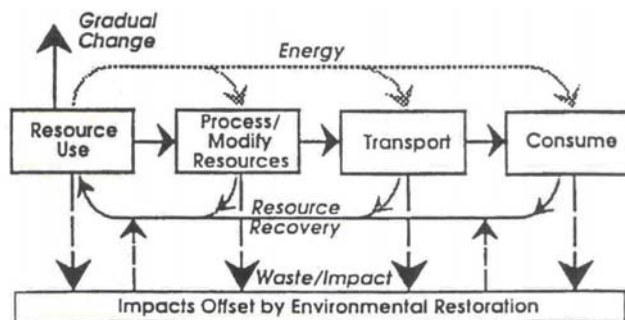 Gradual
Change
Energy
Resource
Use
Process/
Modify
Resources
Transport
Consume
Resource
Recovery
Waste/Impact
Impacts Offset by Environmental Restoration